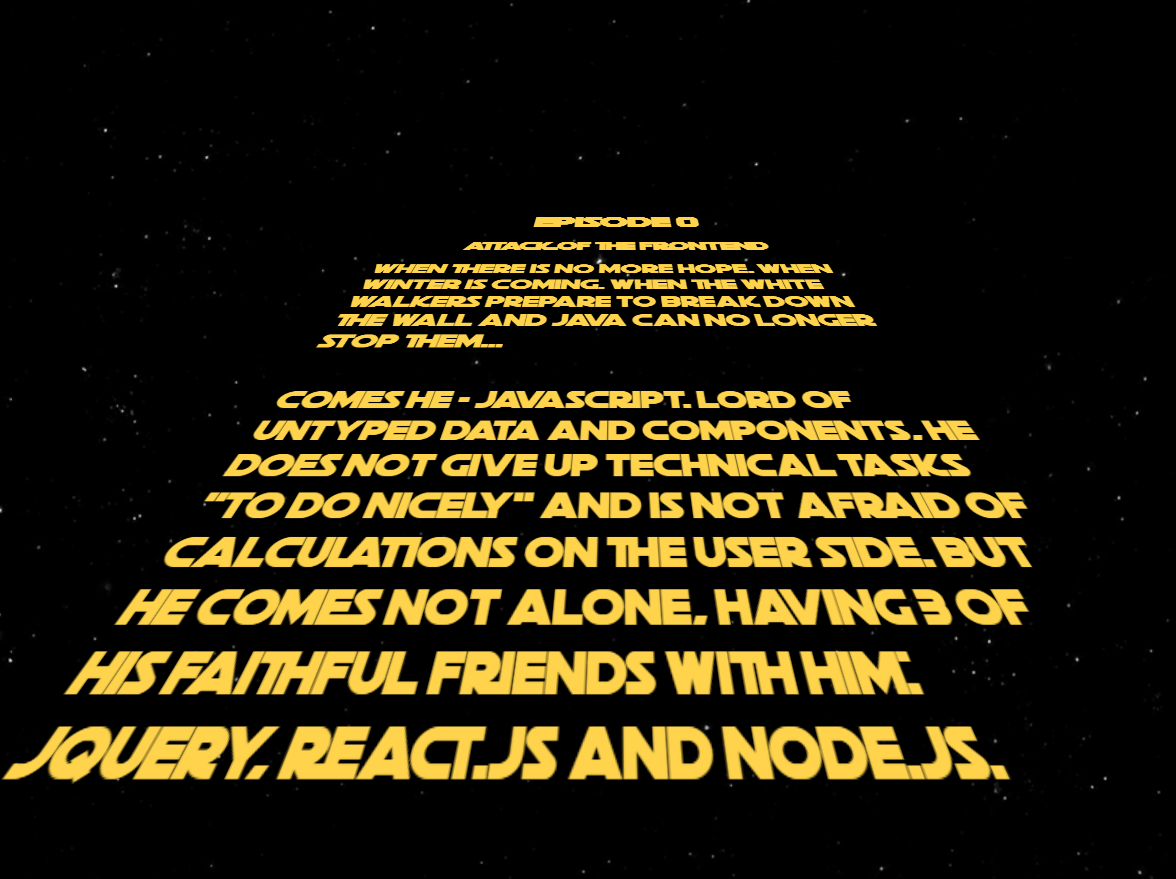 EPISODE 0
ATTACK OF THE FRONTEND
WHEN THERE IS NO MORE HOPE. WHEN
WINTER IS COMING. WHEN THE WHITE
WALKERS PREPARE TO BREAK DOWN
THE WALL AND JAVA CAN NO LONGER
STOP THEM...
COMES HE - JAVASCRIPT. LORD OF
UNTYPED DATA AND COMPONENTS. HE
DOES NOT GIVE UP TECHNICAL TASKS
"TO DO NICELY" AND IS NOT AFRAID OF
CALCULATIONS ON THE USER SIDE. BUT
HE COMES NOT ALONE, HAVING 3 OF
HIS FAITHFUL FRIENDS WITH HIM:
JQUERY, REACT.JS AND NODE.JS.